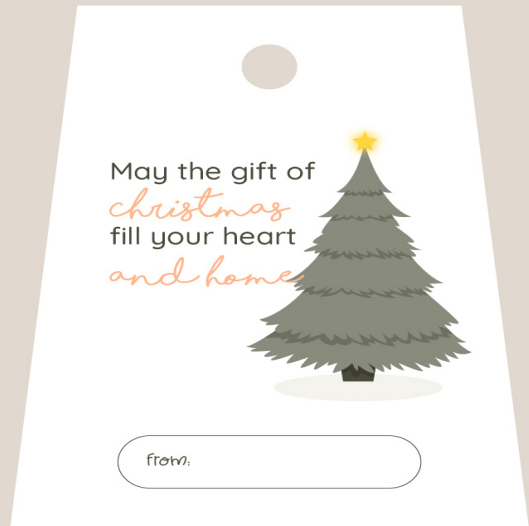 May the gift of
christmas
fill your heart
and home
from: